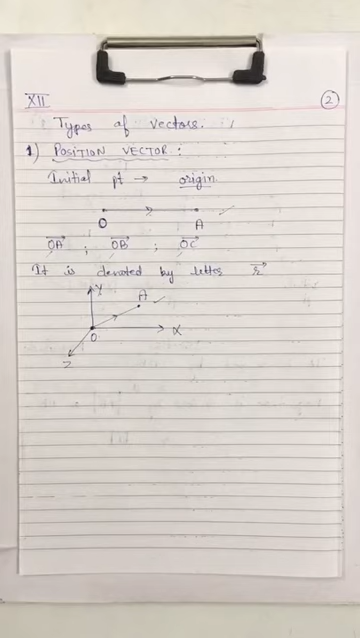 XII
2
Types of vectors.
1.) POSITION VECTOR :
Initial pt → origin.
O A
OA ; OB ; OC
It is denoted by letter r
Y
A
O
X
Z